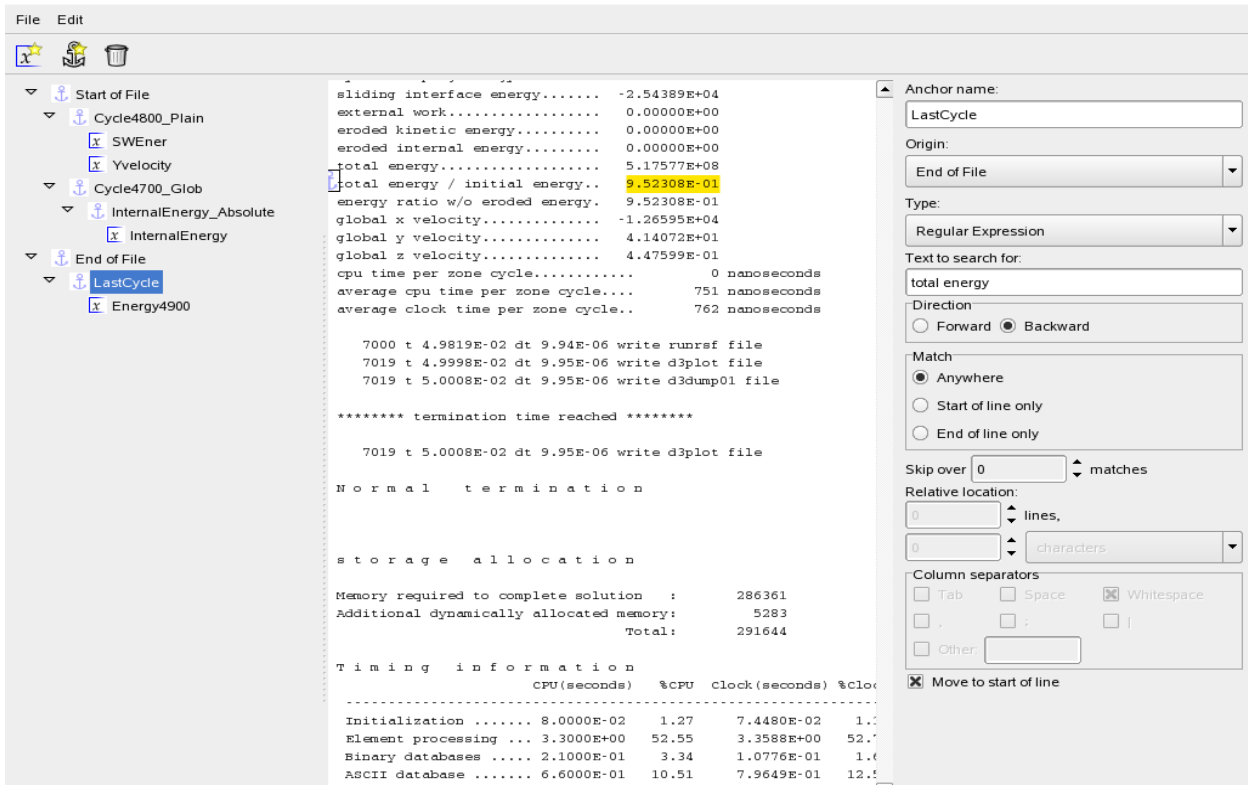 File Edit
Start of File
Cycle4800_Plain
x SWEner
x Yvelocity
Cycle4700_Glob
InternalEnergy_Absolute
x InternalEnergy
End of File
LastCycle
x Energy4900
sliding interface energy....... -2.54389E+04
external work.................. 0.00000E+00
eroded kinetic energy.......... 0.00000E+00
eroded internal energy......... 0.00000E+00
total energy................... 5.17577E+08
total energy / initial energy.. 9.52308E-01
energy ratio w/o eroded energy. 9.52308E-01
global x velocity.............. -1.26595E+04
global y velocity.............. 4.14072E+01
global z velocity.............. 4.47599E-01
cpu time per zone cycle............ 0 nanoseconds
average cpu time per zone cycle.... 751 nanoseconds
average clock time per zone cycle.. 762 nanoseconds
7000 t 4.9819E-02 dt 9.94E-06 write runrsf file
7019 t 4.9998E-02 dt 9.95E-06 write d3plot file
7019 t 5.0008E-02 dt 9.95E-06 write d3dump01 file
******** termination time reached ********
7019 t 5.0008E-02 dt 9.95E-06 write d3plot file
N o r m a l t e r m i n a t i o n
s t o r a g e a l l o c a t i o n
Memory required to complete solution : 286361
Additional dynamically allocated memory: 5283
Total: 291644
T i m i n g i n f o r m a t i o n
CPU(seconds) %CPU Clock(seconds) %Cloc
Initialization ....... 8.0000E-02 1.27 7.4480E-02
Element processing ... 3.3000E+00 52.55 3.3588E+00 52.
Binary databases ..... 2.1000E-01 3.34 1.0776E-01
ASCII database ....... 6.6000E-01 10.51 7.9649E-01 12.
Anchor name:
LastCycle
Origin:
End of File
Type:
Regular Expression
Text to search for:
total energy
Direction
Forward Backward
Match
Anywhere
Start of line only
End of line only
Skip over 0 matches
Relative location:
0 lines,
0 characters
Column separators
Tab Space Whitespace
, ; |
Other:
Move to start of line